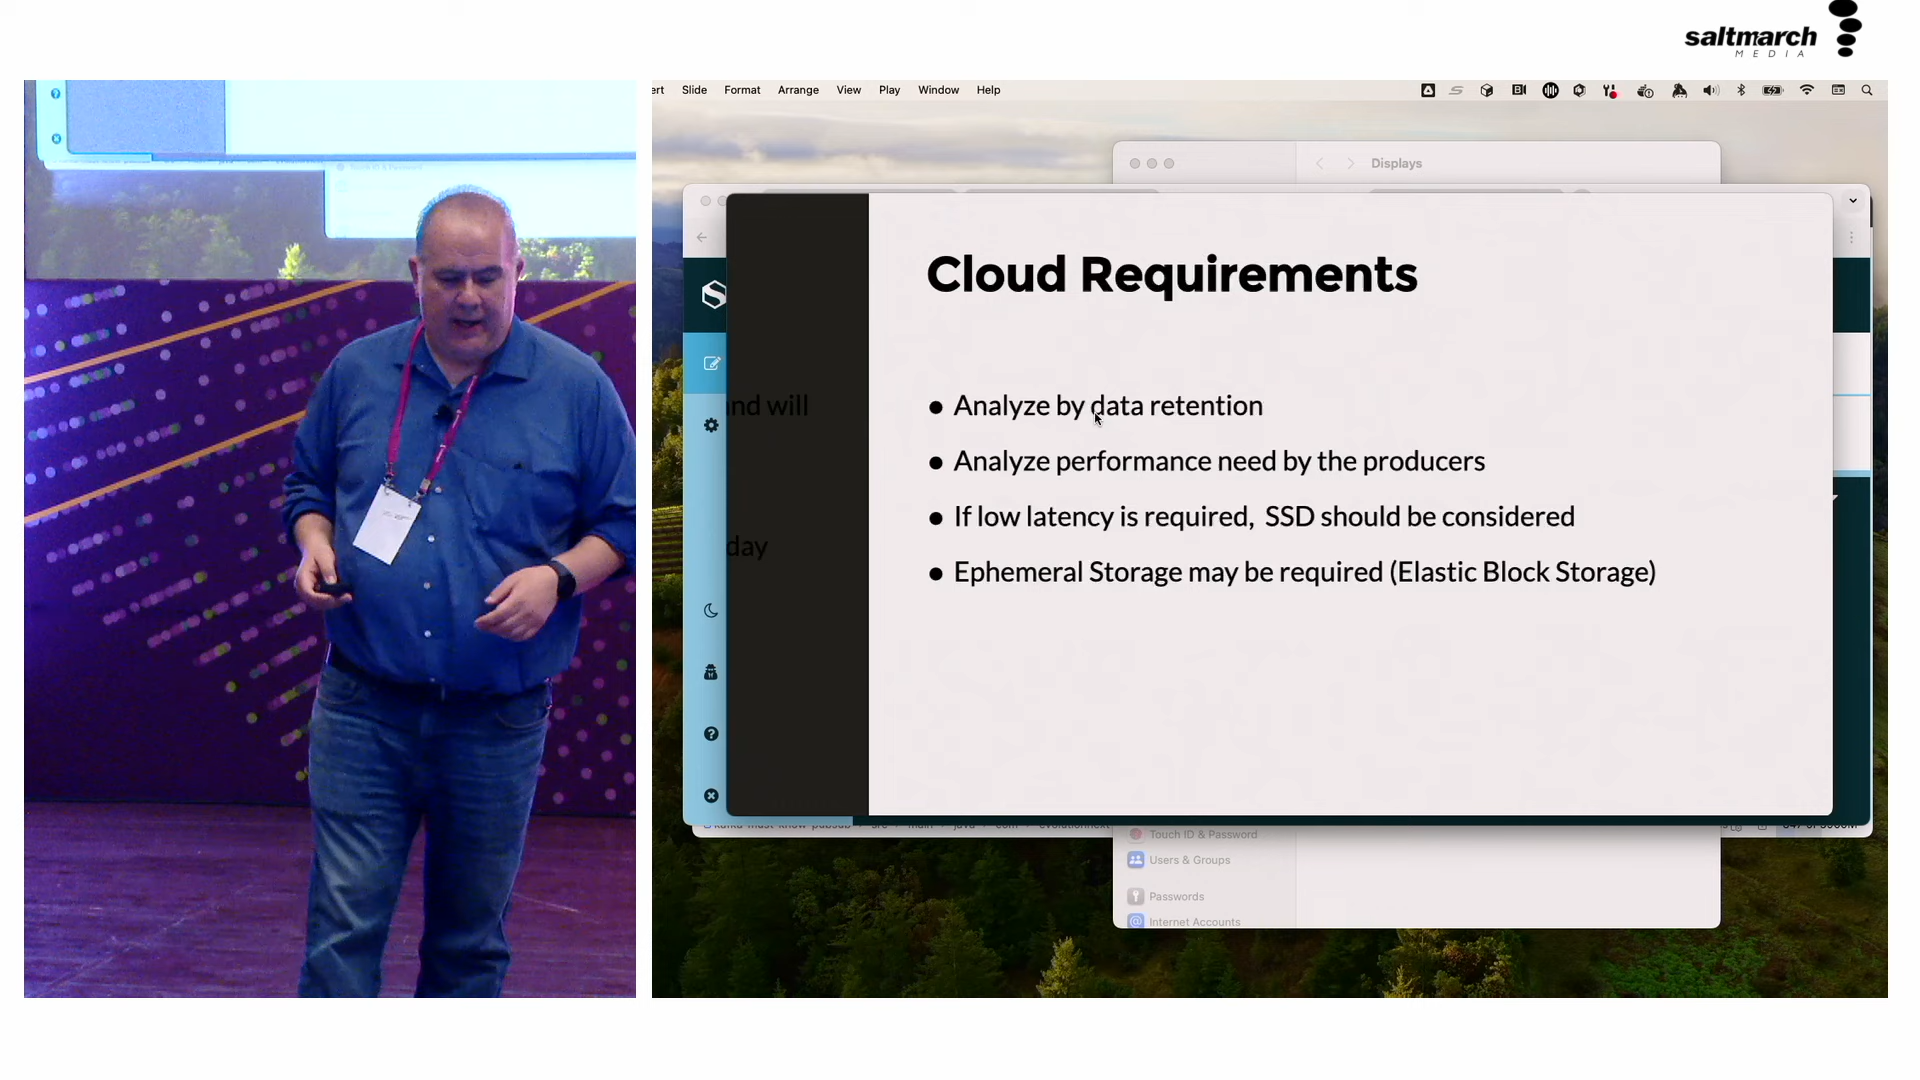 saltmarch
MEDIA
ert Slide Format Arrange View Play Window Help
Displays
Cloud Requirements
and will
day
● Analyze by data retention
● Analyze performance need by the producers
● If low latency is required, SSD should be considered
● Ephemeral Storage may be required (Elastic Block Storage)
Touch ID & Password
Users & Groups
Passwords
Internet Accounts